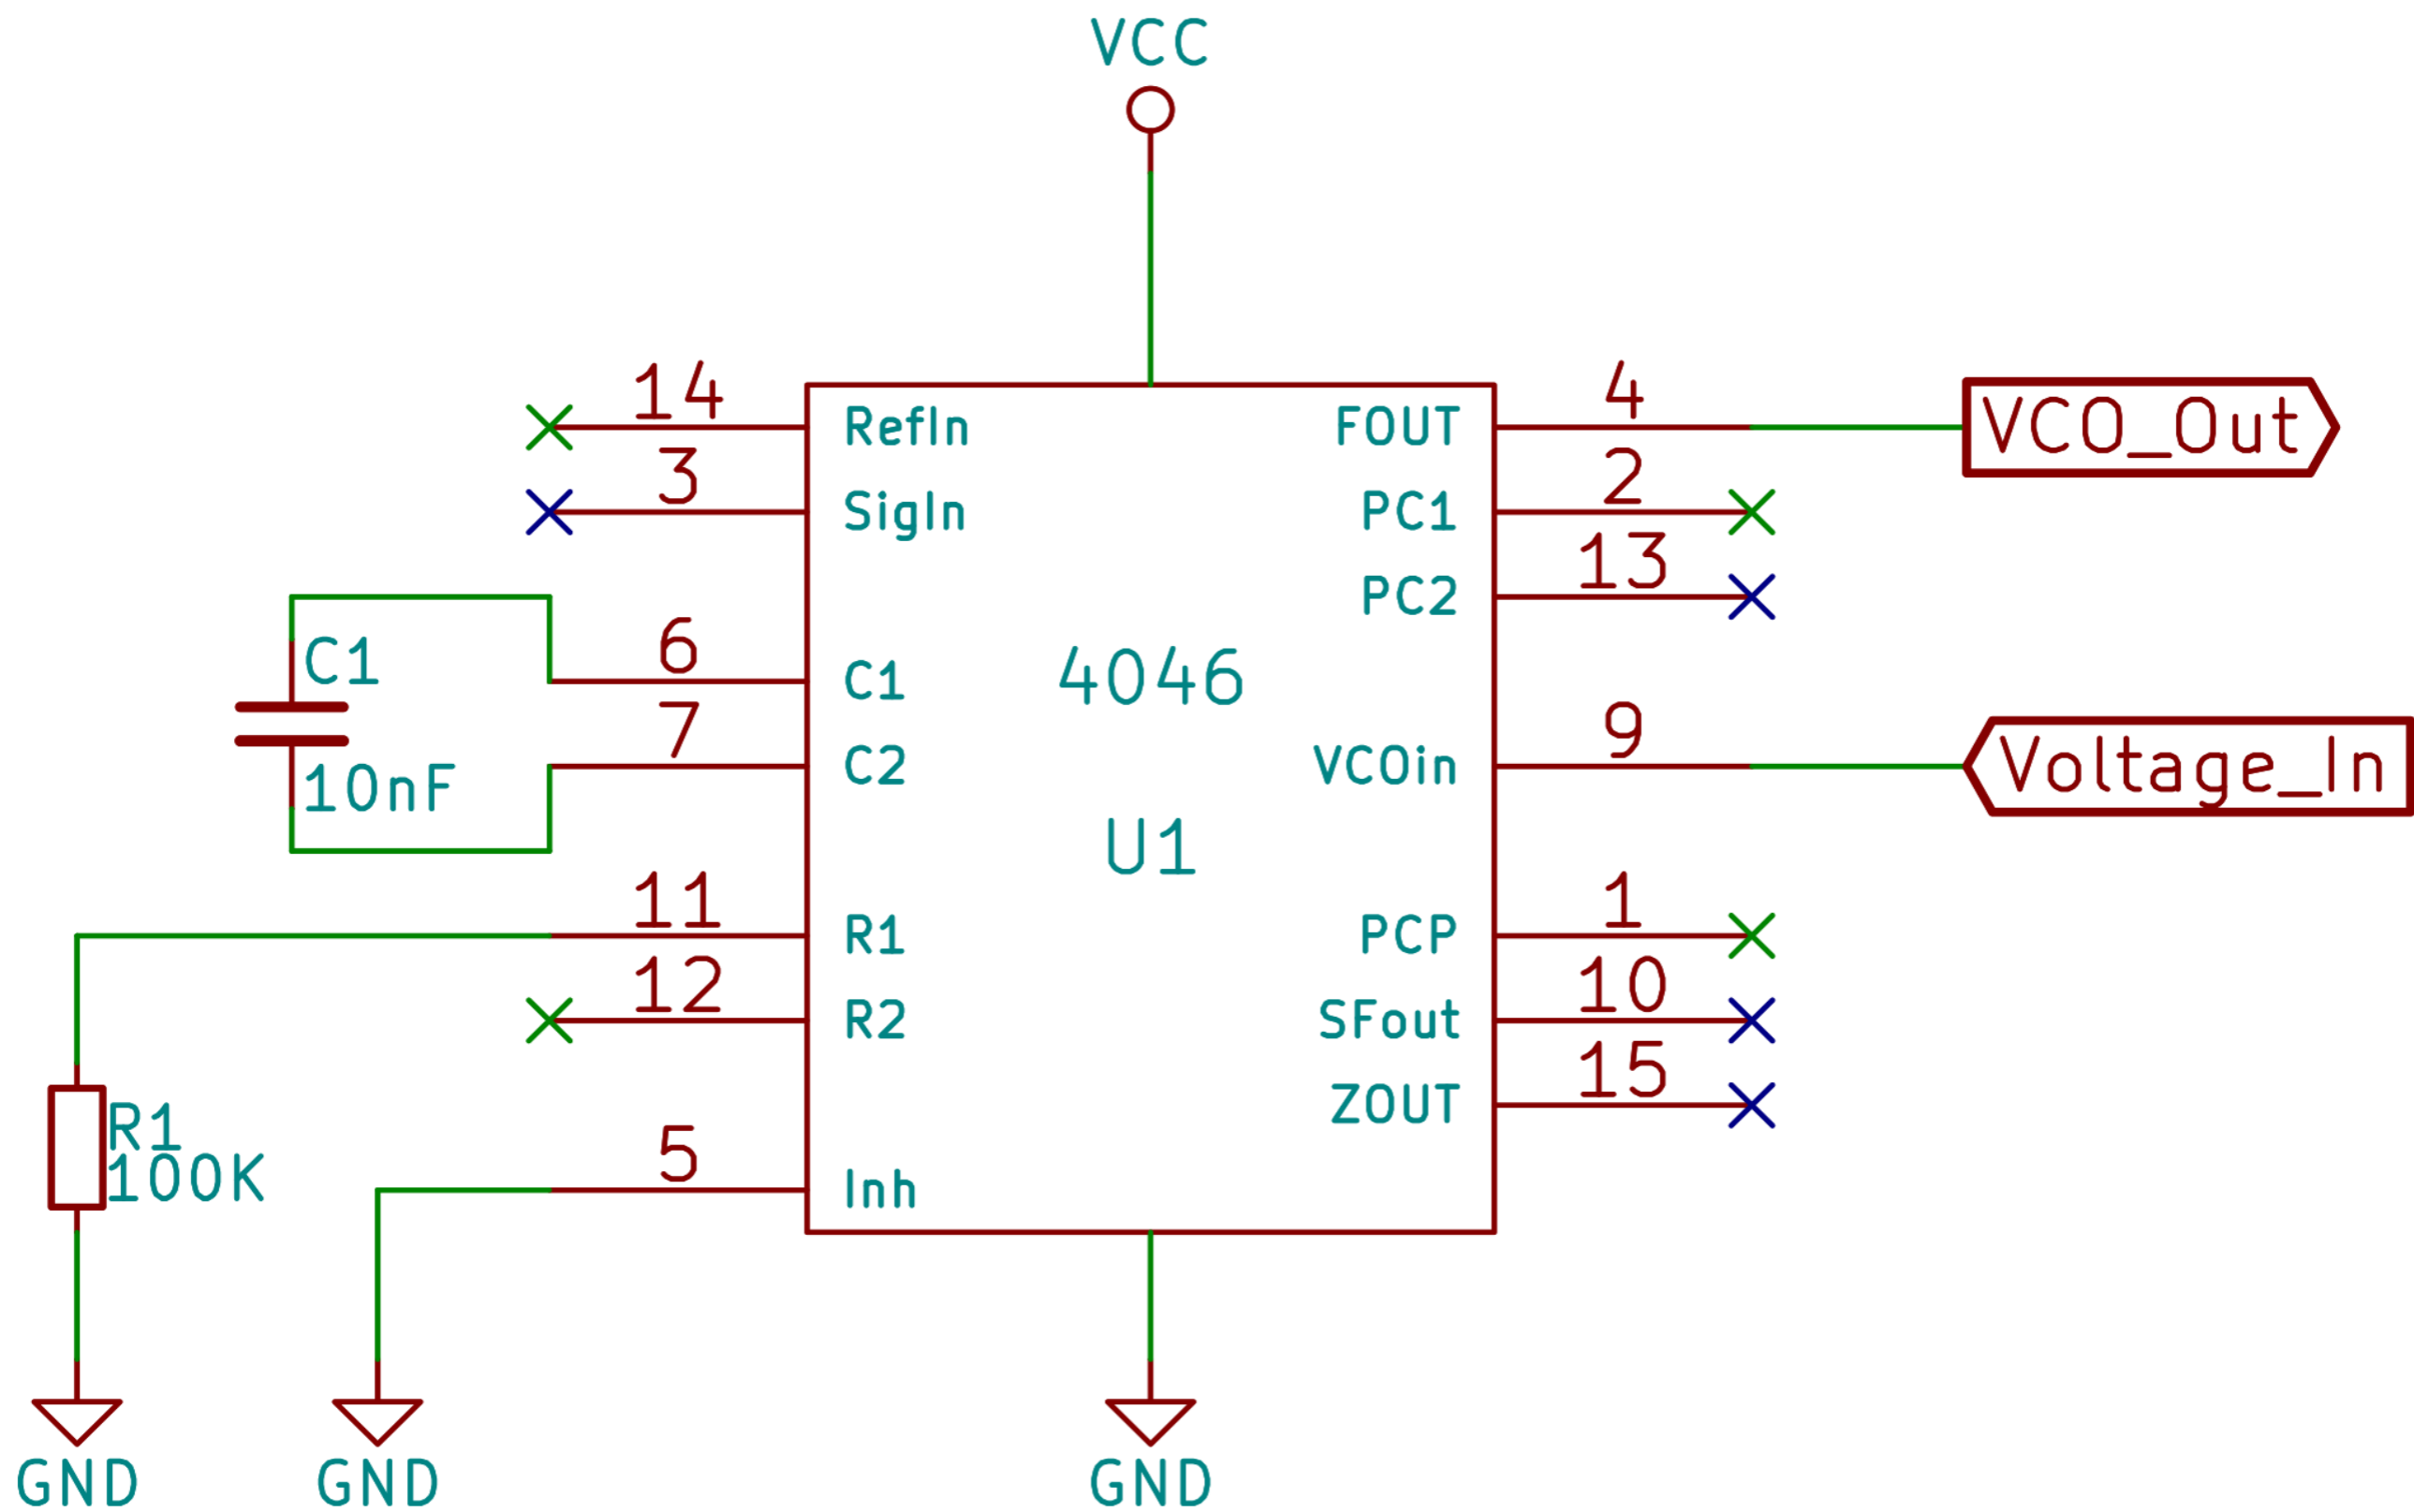 VCC
14
RefIn
FOUT
4
VCO_Out
3
SigIn
PC1
2
PC2
13
C1
10nF
6
C1
7
C2
4046
U1
VCOin
9
Voltage_In
11
R1
PCP
1
12
R2
SFout
10
ZOUT
15
R1
100K
5
Inh
GND
GND
GND